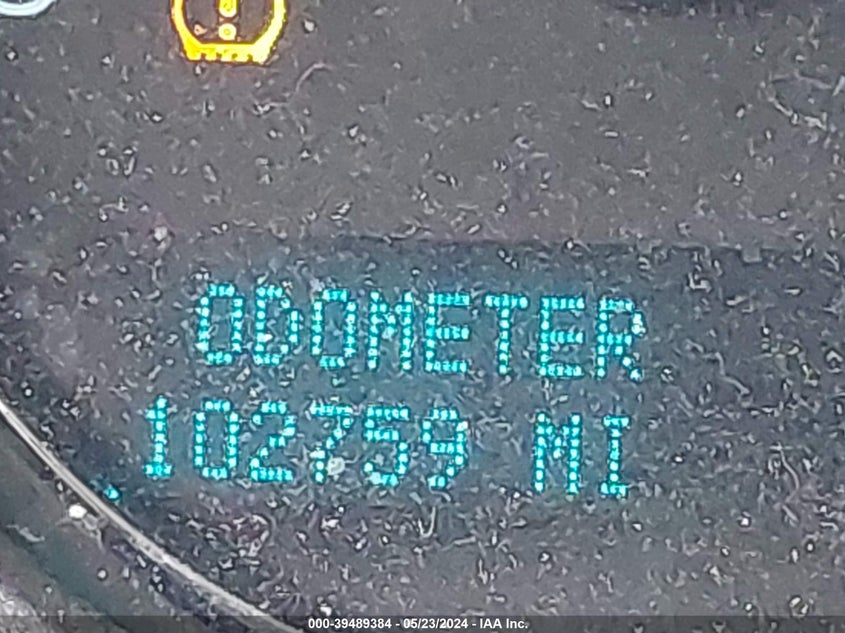 ODOMETER
102759 MI
000-39489384 - 05/23/2024 - IAA Inc.